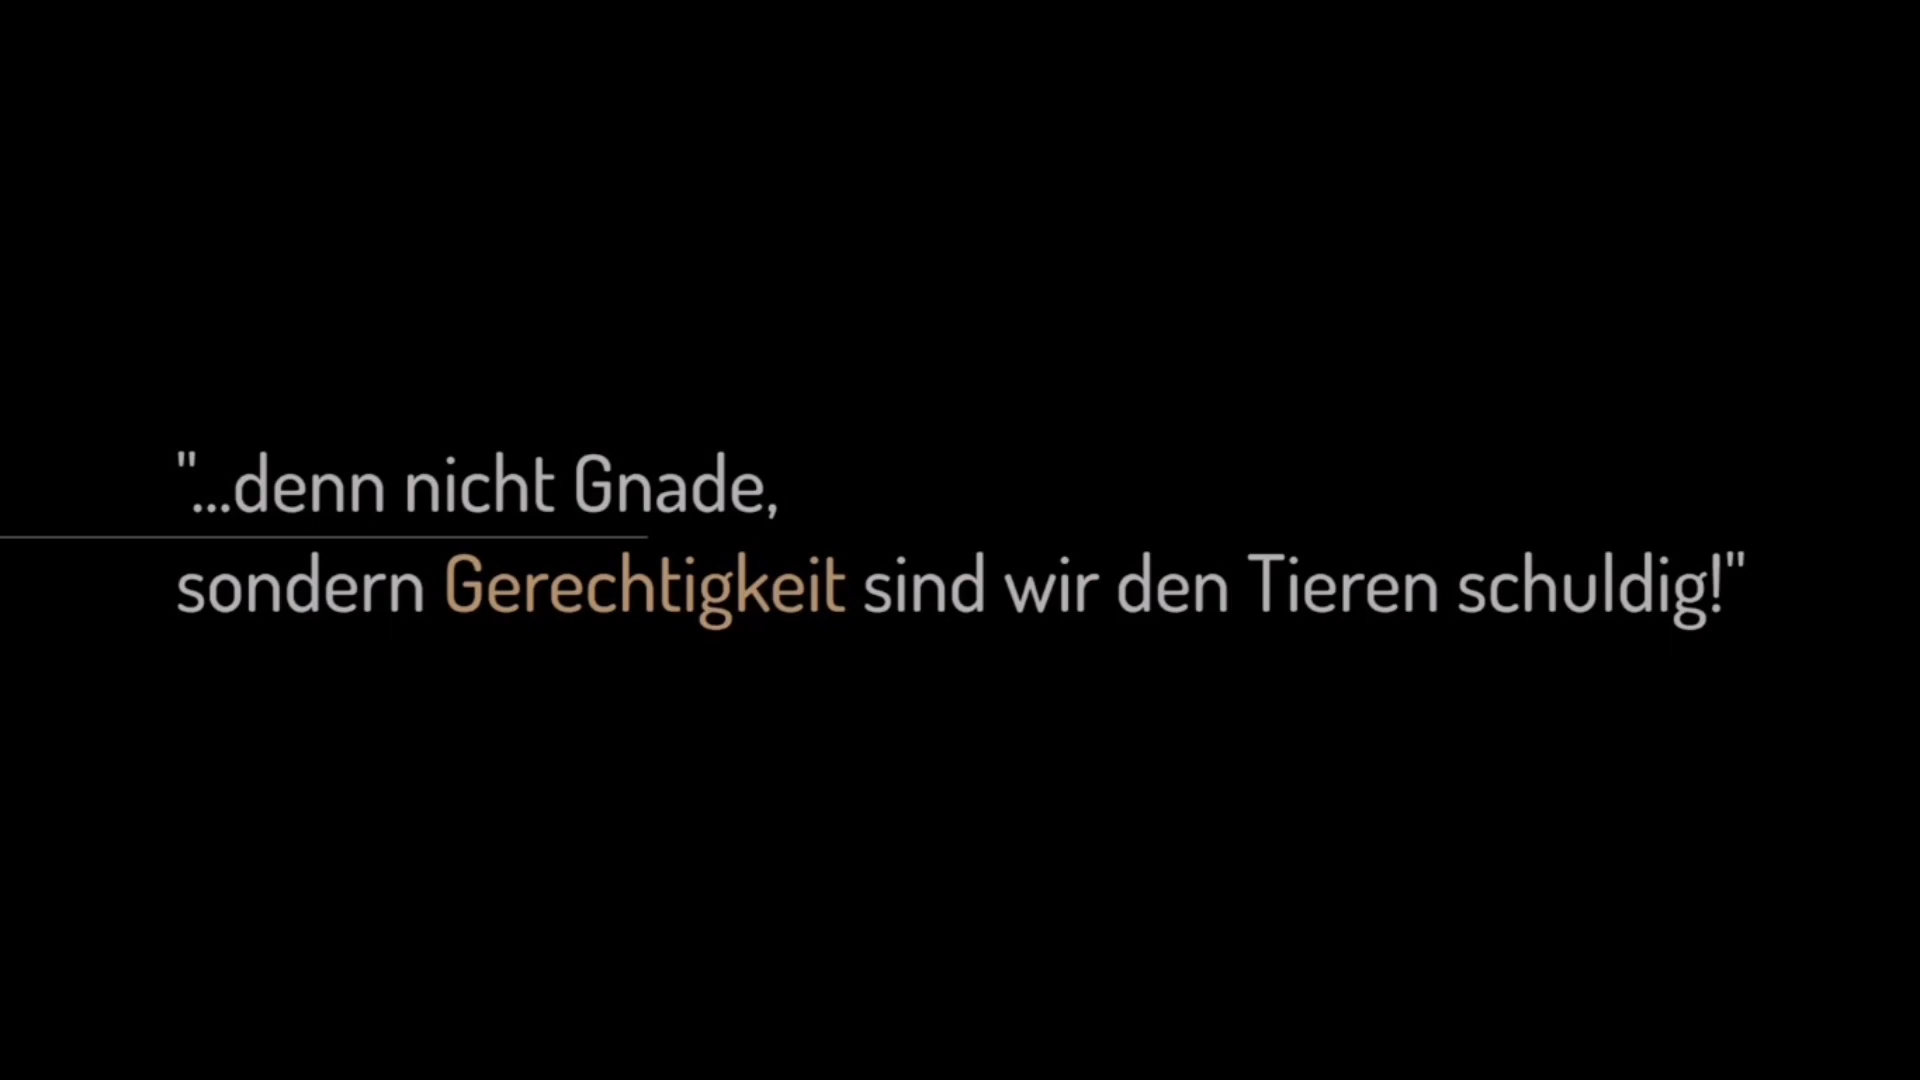 "...denn nicht Gnade,
sondern Gerechtigkeit sind wir den Tieren schuldig!"